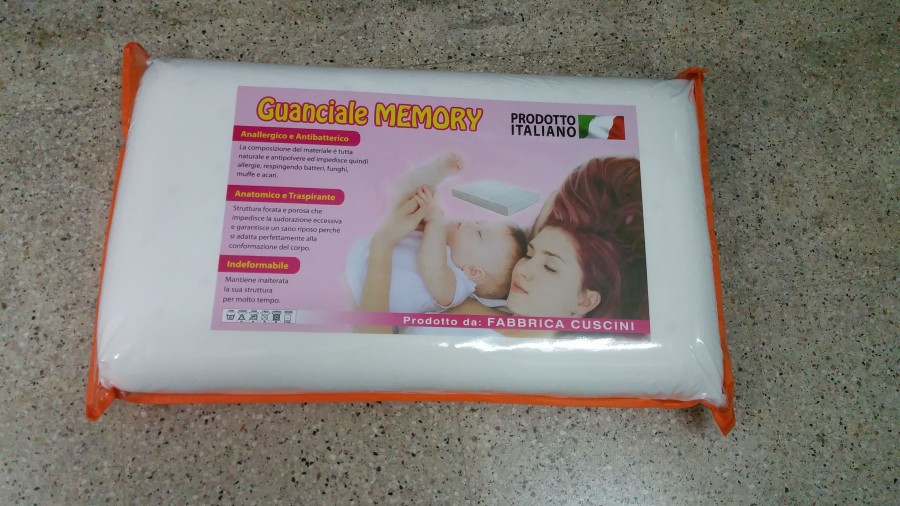 Guanciale MEMORY
PRODOTTO
ITALIANO
Anallergico e Antibatterico
La composizione del materiale è tutta
naturale e antipolvere ed impedisce quindi
allergie, respingendo batteri, funghi,
muffe e acari.
Anatomico e Traspirante
Struttura forata e porosa che
impedisce la sudorazione eccessiva
e garantisce un sano riposo perché
si adatta perfettamente alla
conformazione del corpo.
Indeformabile
Mantiene inalterata
la sua struttura
per molto tempo.
Prodotto da: FABBRICA CUSCINI